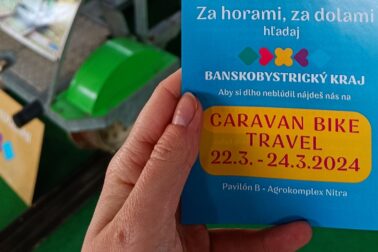 Za horami, za dolami
hľadaj
BANSKOBYSTRICKÝ KRAJ
Aby si dlho neblúdil nájdeš nás na
CARAVAN BIKE
TRAVEL
22.3. - 24.3.2024
Pavilón B - Agrokomplex Nitra